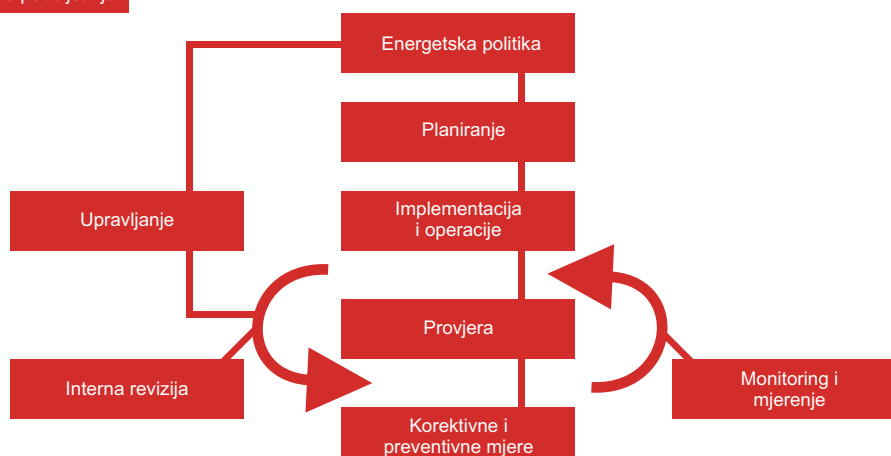 Energetska politika
Planiranje
Upravljanje
Implementacija
i operacije
Provjera
Interna revizija
Monitoring i
mjerenje
Korektivne i
preventivne mjere